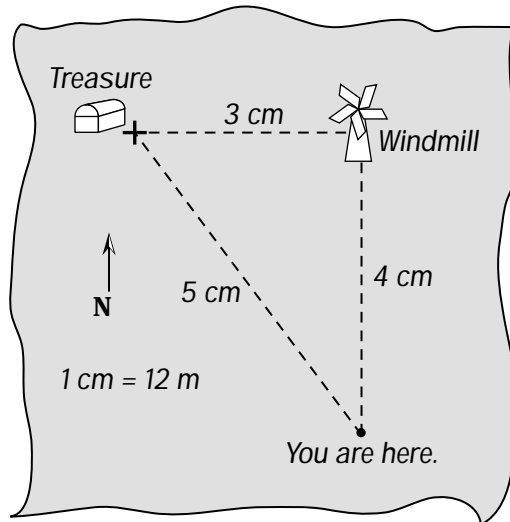 Treasure
3 cm
Windmill
4 cm
5 cm
N
1 cm = 12 m
You are here.